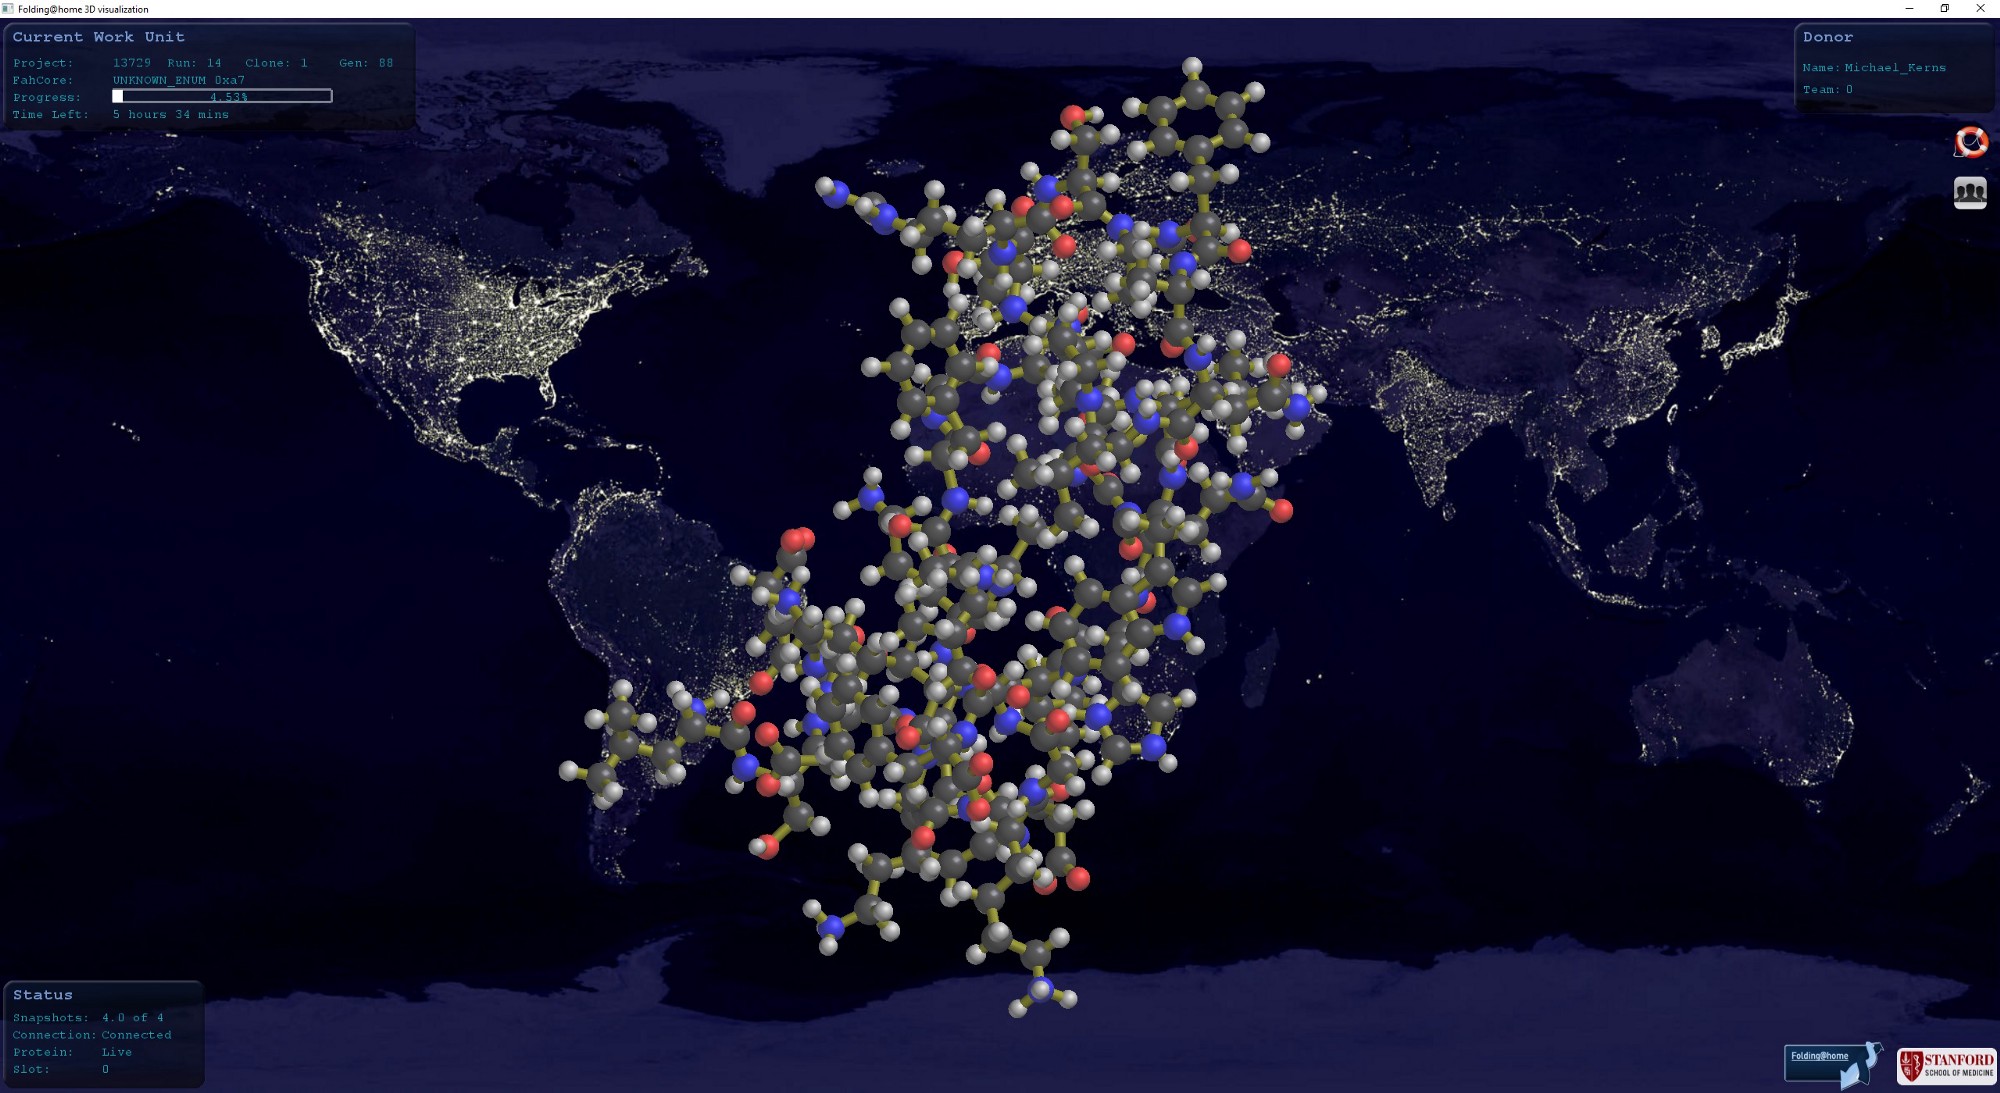 Folding@home 3D visualization
Current Work Unit
Project: 13729 Run: 14 Clone: 1 Gen: 88
FahCore: UNKNOWN_ENUM 0xa7
Progress: 4.53%
Time Left: 5 hours 34 mins
Donor
Name: Michael_Kerns
Team: 0
Status
Snapshots: 4.0 of 4
Connection: Connected
Protein: Live
Slot: 0
Folding@home
STANFORD
SCHOOL OF MEDICINE